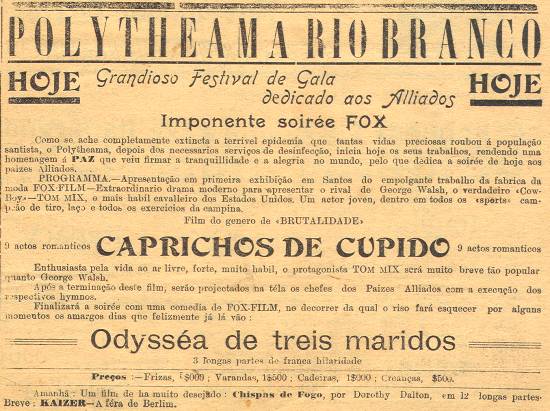 POLYTHEAMA RIO BRANCO
HOJE Grandioso Festival de Gala HOJE
dedicado aos Alliados
Imponente soirée FOX
Como se ache completamente extincta a terrivel epidemia que tantas vidas preciosas roubou á população
santista, o Polytheama, depois dos necessarios serviços de desinfecção, inicia hoje os seus trabalhos, rendendo uma
homenagem á PAZ que veiu firmar a tranquillidade e a alegria no mundo, pelo que dedica a soirée de hoje aos
paizes Alliados.
PROGRAMMA.—Apresentação em primeira exhibição em Santos do empolgante trabalho da fabrica da
moda FOX-FILM—Extraordinario drama moderno para apresentar o rival de George Walsh, o verdadeiro «Cow-
Boy»—TOM MIX, o mais habil cavalleiro dos Estados Unidos. Um actor joven, dentro em todos os «sports» cam-
peão de tiro, laço e todos os exercicios da campina.
Film do genero de «BRUTALIDADE»
9 actos romanticos CAPRICHOS DE CUPIDO 9 actos romanticos
Enthusiasta pela vida ao ar livre, forte, muito habil, o protagonista TOM MIX será muito breve tão popular
quanto George Walsh.
Após a terminação deste film, serão projectados na téla os chefes dos Paizes Alliados com a execução dos
respectivos hymnos.
Finalizará a soirée com uma comedia de FOX-FILM, no decorrer da qual o riso fará esquecer por alguns
momentos os amargos dias que felizmente já lá vão:
Odysséa de treis maridos
3 longas partes de franca hilaridade
Preços:—Frizas, $000; Varandas, 1$500; Cadeiras, 1$000; Creanças, $500.
Amanhã: Um film de ha muito desejado: Chispas de Fogo, por Dorothy Dalton, em 12 longas partes-
Breve: KAIZER—A féra de Berlim.